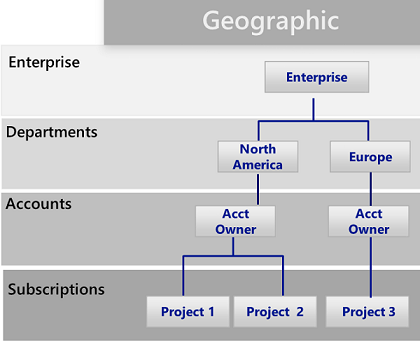 Geographic
Enterprise
Enterprise
Departments
North
America
Europe
Accounts
Acct
Owner
Acct
Owner
Subscriptions
Project 1
Project 2
Project 3